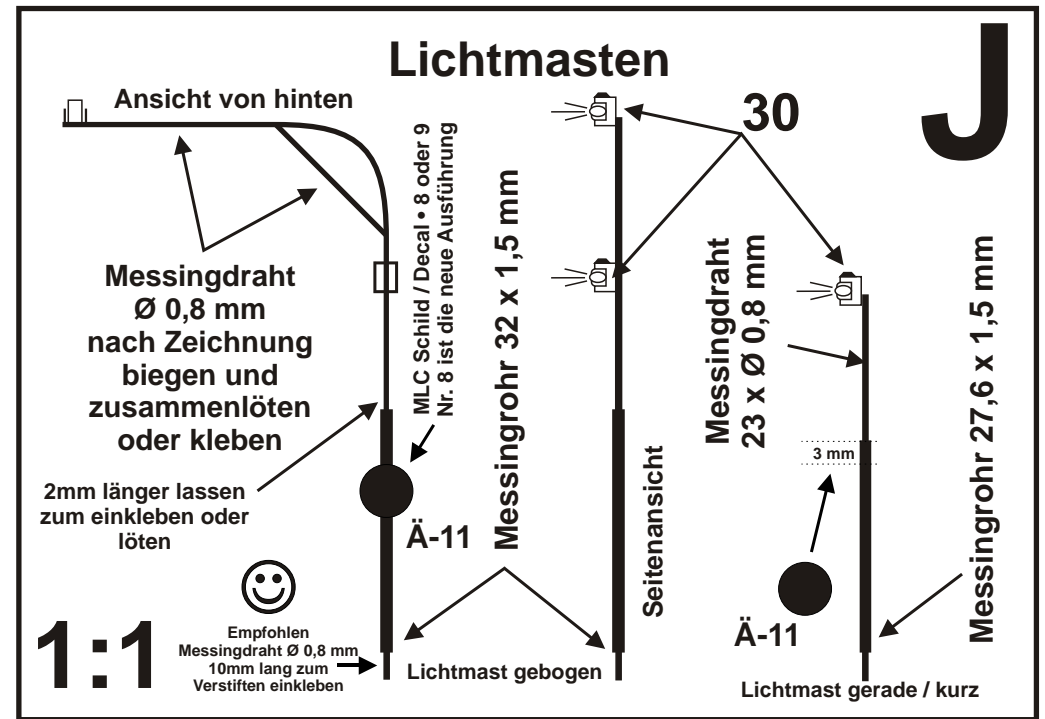 Lichtmasten
J
Ansicht von hinten
30
Messingdraht
Ø 0,8 mm
nach Zeichnung
biegen und
zusammenlöten
oder kleben
MLC Schild / Decal • 8 oder 9
Nr. 8 ist die neue Ausführung
Messingrohr 32 x 1,5 mm
Messingdraht
23 x Ø 0,8 mm
Messingrohr 27,6 x 1,5 mm
3 mm
2mm länger lassen
zum einkleben oder
löten
Ä-11
Seitenansicht
Ä-11
1:1
Empfohlen
Messingdraht Ø 0,8 mm
10mm lang zum
Verstiften einkleben
Lichtmast gebogen
Lichtmast gerade / kurz